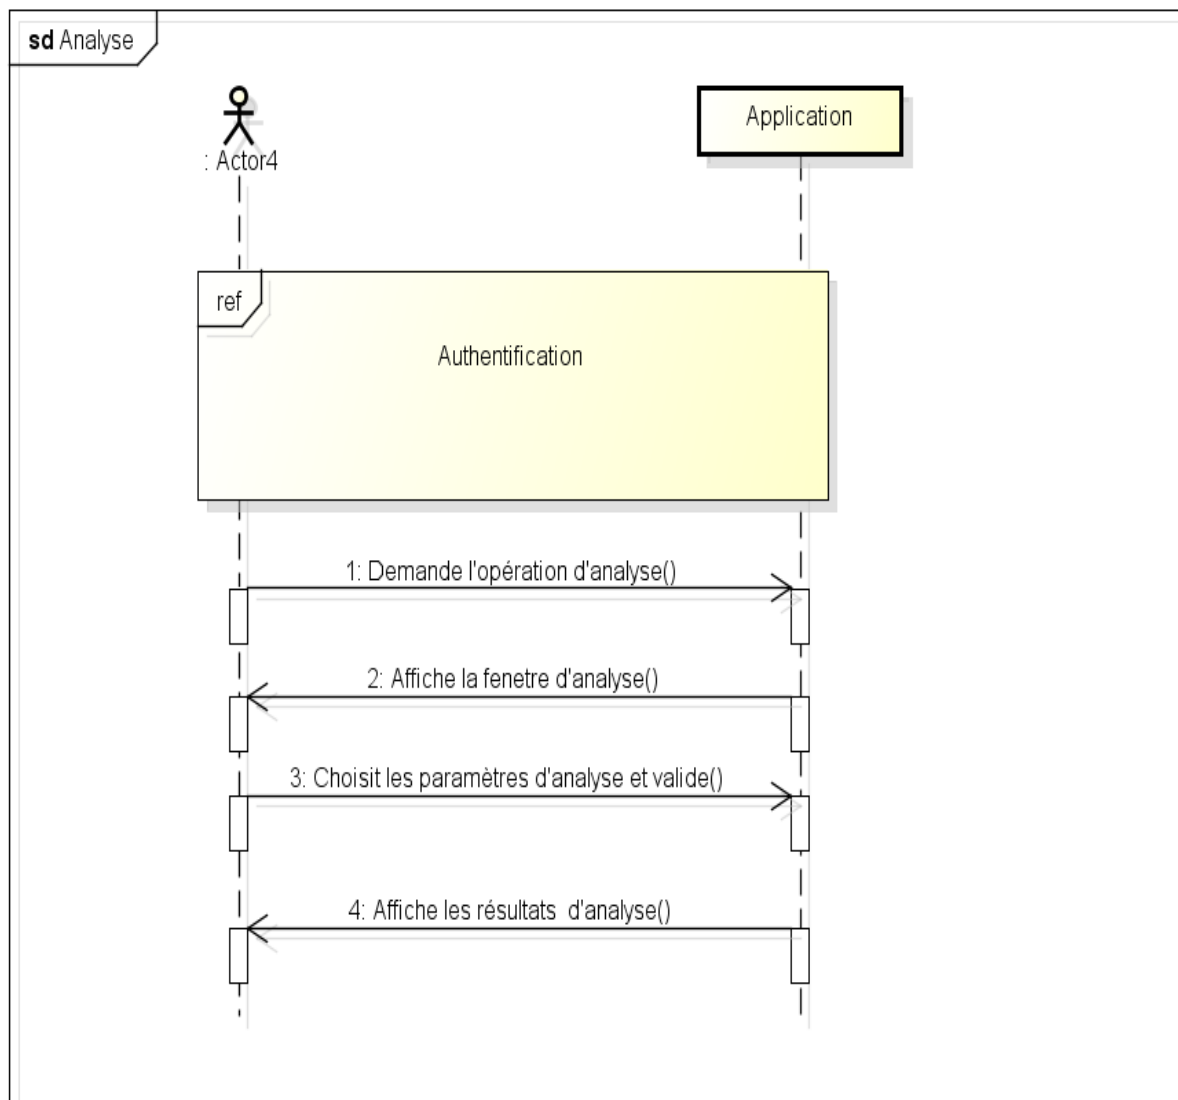 sd Analyse
: Actor4
Application
ref
Authentification
1: Demande l'opération d'analyse()
2: Affiche la fenetre d'analyse()
3: Choisit les paramètres d'analyse et valide()
4: Affiche les résultats  d'analyse()